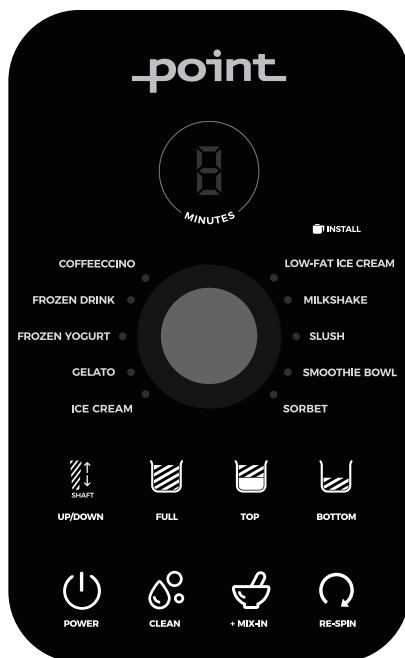 point
8
MINUTES
INSTALL
COFFEECCINO
LOW-FAT ICE CREAM
FROZEN DRINK
MILKSHAKE
FROZEN YOGURT
SLUSH
GELATO
SMOOTHIE BOWL
ICE CREAM
SORBET
SHAFT
UP/DOWN
FULL
TOP
BOTTOM
POWER
CLEAN
+ MIX-IN
RE-SPIN